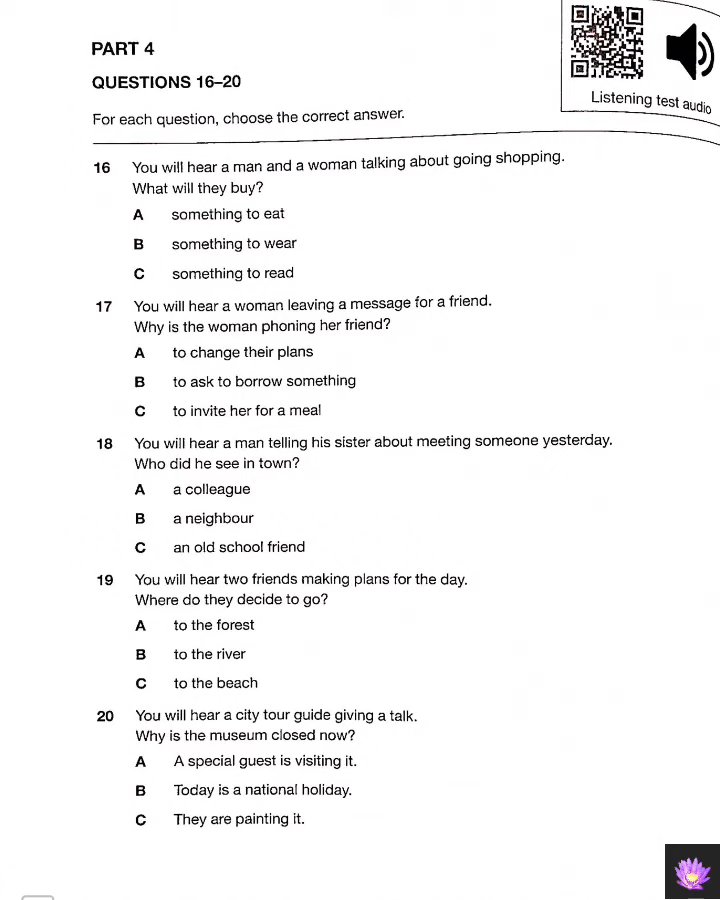 Listening test audio
PART 4
QUESTIONS 16–20
For each question, choose the correct answer.
16 You will hear a man and a woman talking about going shopping.
What will they buy?
A something to eat
B something to wear
C something to read
17 You will hear a woman leaving a message for a friend.
Why is the woman phoning her friend?
A to change their plans
B to ask to borrow something
C to invite her for a meal
18 You will hear a man telling his sister about meeting someone yesterday.
Who did he see in town?
A a colleague
B a neighbour
C an old school friend
19 You will hear two friends making plans for the day.
Where do they decide to go?
A to the forest
B to the river
C to the beach
20 You will hear a city tour guide giving a talk.
Why is the museum closed now?
A A special guest is visiting it.
B Today is a national holiday.
C They are painting it.